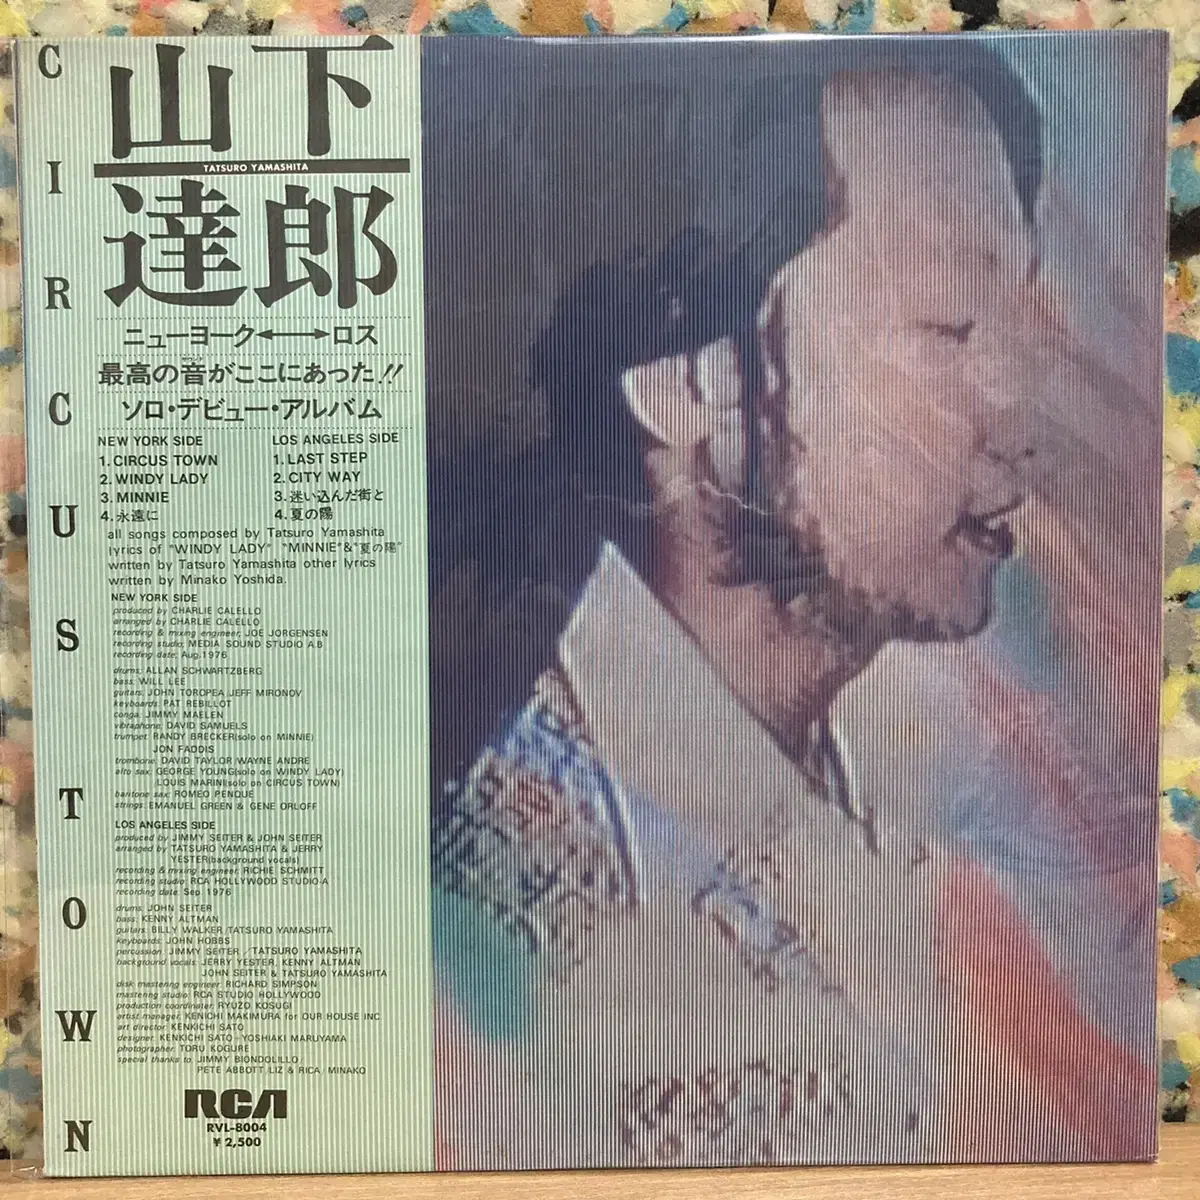 CIRCUS TOWN
山下
TATSURO YAMASHITA
達郎
ニューヨーク⟷ロス
最高の音がここにあった!!
サウンド
ソロ・デビュー・アルバム
NEW YORK SIDE
1. CIRCUS TOWN
2. WINDY LADY
3. MINNIE
4. 永遠に
LOS ANGELES SIDE
1. LAST STEP
2. CITY WAY
3. 迷い込んだ街と
4. 夏の陽
all songs composed by Tatsuro Yamashita
lyrics of "WINDY LADY" "MINNIE"&"夏の陽"
written by Tatsuro Yamashita other lyrics
written by Minako Yoshida.
NEW YORK SIDE
produced by CHARLIE CALELLO
arranged by CHARLIE CALELLO
recording & mixing engineer; JOE JORGENSEN
recording studio; MEDIA SOUND STUDIO A.B
recording date; Aug.1976
drums: ALLAN SCHWARTZBERG
bass: WILL LEE
guitars: JOHN TOROPEA/JEFF MIRONOV
keyboards: PAT REBILLOT
conga: JIMMY MAELEN
vibraphone: DAVID SAMUELS
trumpet: RANDY BRECKER(solo on MINNIE)
JON FADDIS
trombone: DAVID TAYLOR/WAYNE ANDRE
alto sax: GEORGE YOUNG(solo on WINDY LADY)
LOUIS MARINI(solo on CIRCUS TOWN)
baritone sax: ROMEO PENQUE
strings: EMANUEL GREEN & GENE ORLOFF
LOS ANGELES SIDE
produced by JIMMY SEITER & JOHN SEITER
arranged by TATSURO YAMASHITA & JERRY
YESTER(background vocals)
recording & mixing engineer; RICHIE SCHMITT
recording studio: RCA HOLLYWOOD STUDIO-A
recording date: Sep. 1976
drums: JOHN SEITER
bass: KENNY ALTMAN
guitars: BILLY WALKER/TATSURO YAMASHITA
keyboards: JOHN HOBBS
percussion: JIMMY SEITER/TATSURO YAMASHITA
background vocals: JERRY YESTER, KENNY ALTMAN
JOHN SEITER & TATSURO YAMASHITA
disk mastering engineer: RICHARD SIMPSON
mastering studio: RCA STUDIO HOLLYWOOD
production coordinater: RYUZO KOSUGI
artist manager: KENICHI MAKIMURA for OUR HOUSE INC
art director: KENKICHI SATO
designer: KENKICHI SATO・YOSHIAKI MARUYAMA
photographer: TORU KOGURE
special thanks to: JIMMY BIONDOLILLO/
PETE ABBOTT/LIZ & RICA/MINAKO
RCA
RVL-8004
¥2,500